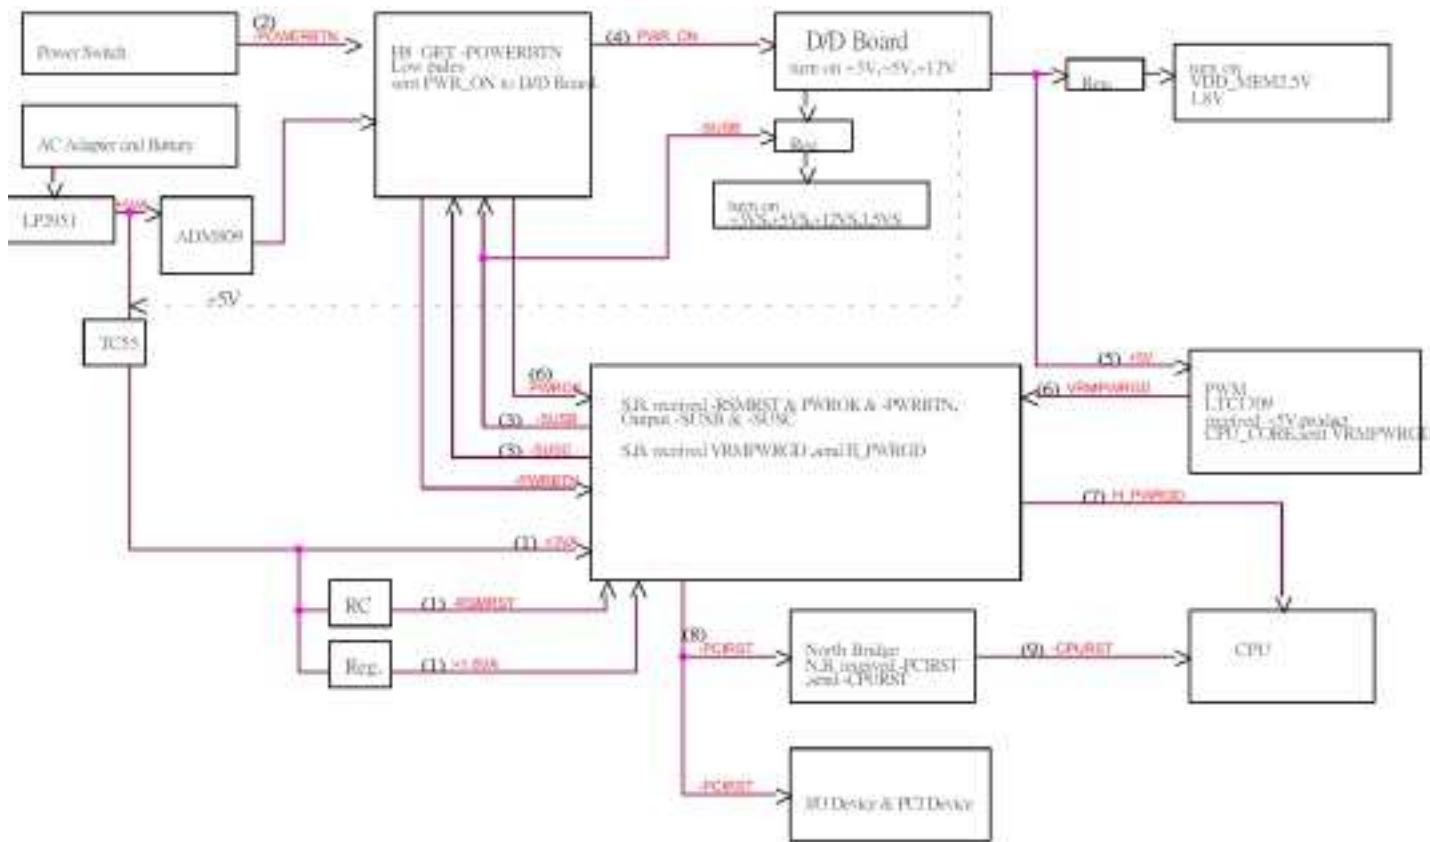 (2)
-POWERBTN
Power Switch
H8 GET -POWERBTN
Low pules
sent PWR_ON to D/D Board
(4) PWR_ON
D/D Board
turn on +3V,+5V,+12V
Reg.
turn on
VDD_MEM2.5V
1.8V
AC Adapter and Battary
-SUSB
Reg.
LP2951
ADM809
turn on
+3VS,+5VS,+12VS,1.5VS
+5V
TC55
(5) +5V
(6)
-PWROK
(6) VRMPWRGD
PWM
LTC1709
received +5V product
CPU_CORE,sent VRMPWRGD
S.B. received -RSMRST & PWROK & -PWRBTN,
Output -SUSB & -SUSC
S.B. received VRMPWRGD ,send H_PWRGD
(3) -SUSB
(3) -SUSC
-PWRBTN
(7) H_PWRGD
(1) +3VA
RC
(1) -RSMRST
Reg.
(1) +1.8VA
(8)
-PCIRST
North Bridge
N.B. received -PCIRST
,send -CPURST
(9) -CPURST
CPU
-PCIRST
I/O Device & PCI Device